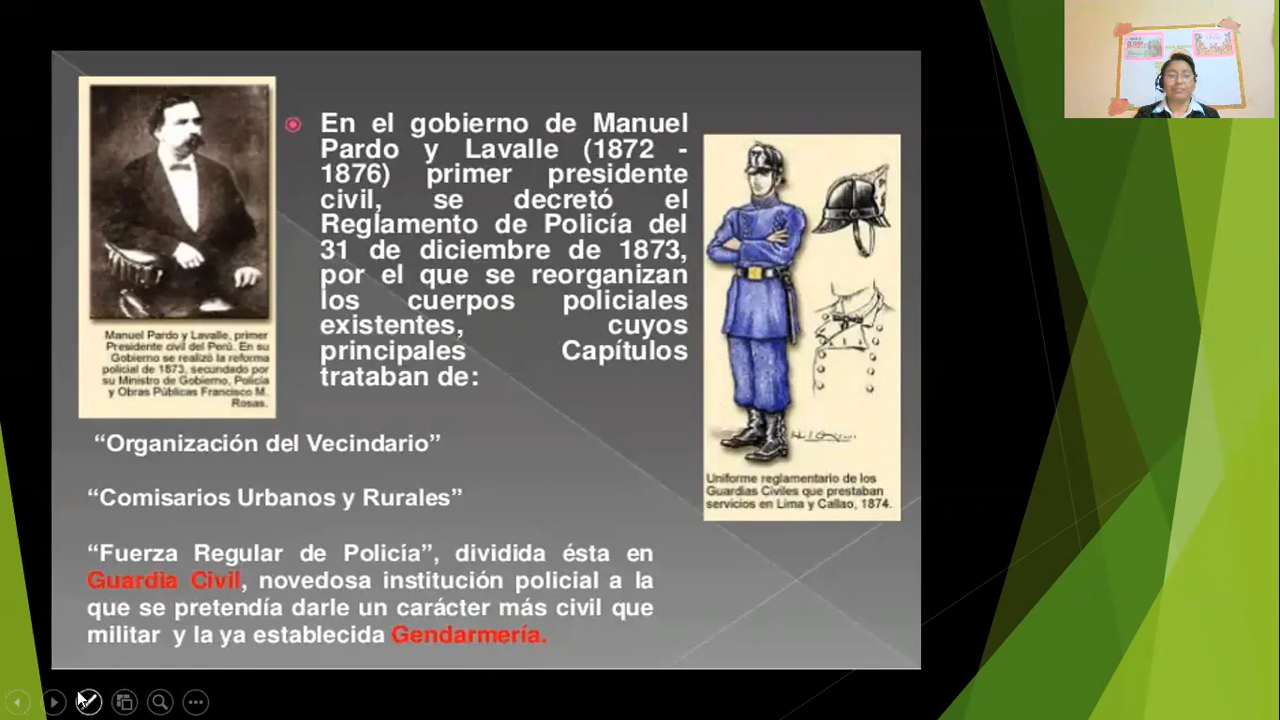 En el gobierno de Manuel
Pardo y Lavalle (1872 -
1876) primer presidente
civil, se decretó el
Reglamento de Policía del
31 de diciembre de 1873,
por el que se reorganizan
los cuerpos policiales
existentes, cuyos
principales Capítulos
trataban de:
Manuel Pardo y Lavalle, primer
Presidente civil del Perú. En su
Gobierno se realizó la reforma
policial de 1873, secundado por
su Ministro de Gobierno, Policía
y Obras Públicas Francisco M.
Rosas.
Uniforme reglamentario de los
Guardias Civiles que prestaban
servicios en Lima y Callao, 1874.
“Organización del Vecindario”
“Comisarios Urbanos y Rurales”
“Fuerza Regular de Policía”, dividida ésta en
Guardia Civil, novedosa institución policial a la
que se pretendía darle un carácter más civil que
militar y la ya establecida Gendarmería.